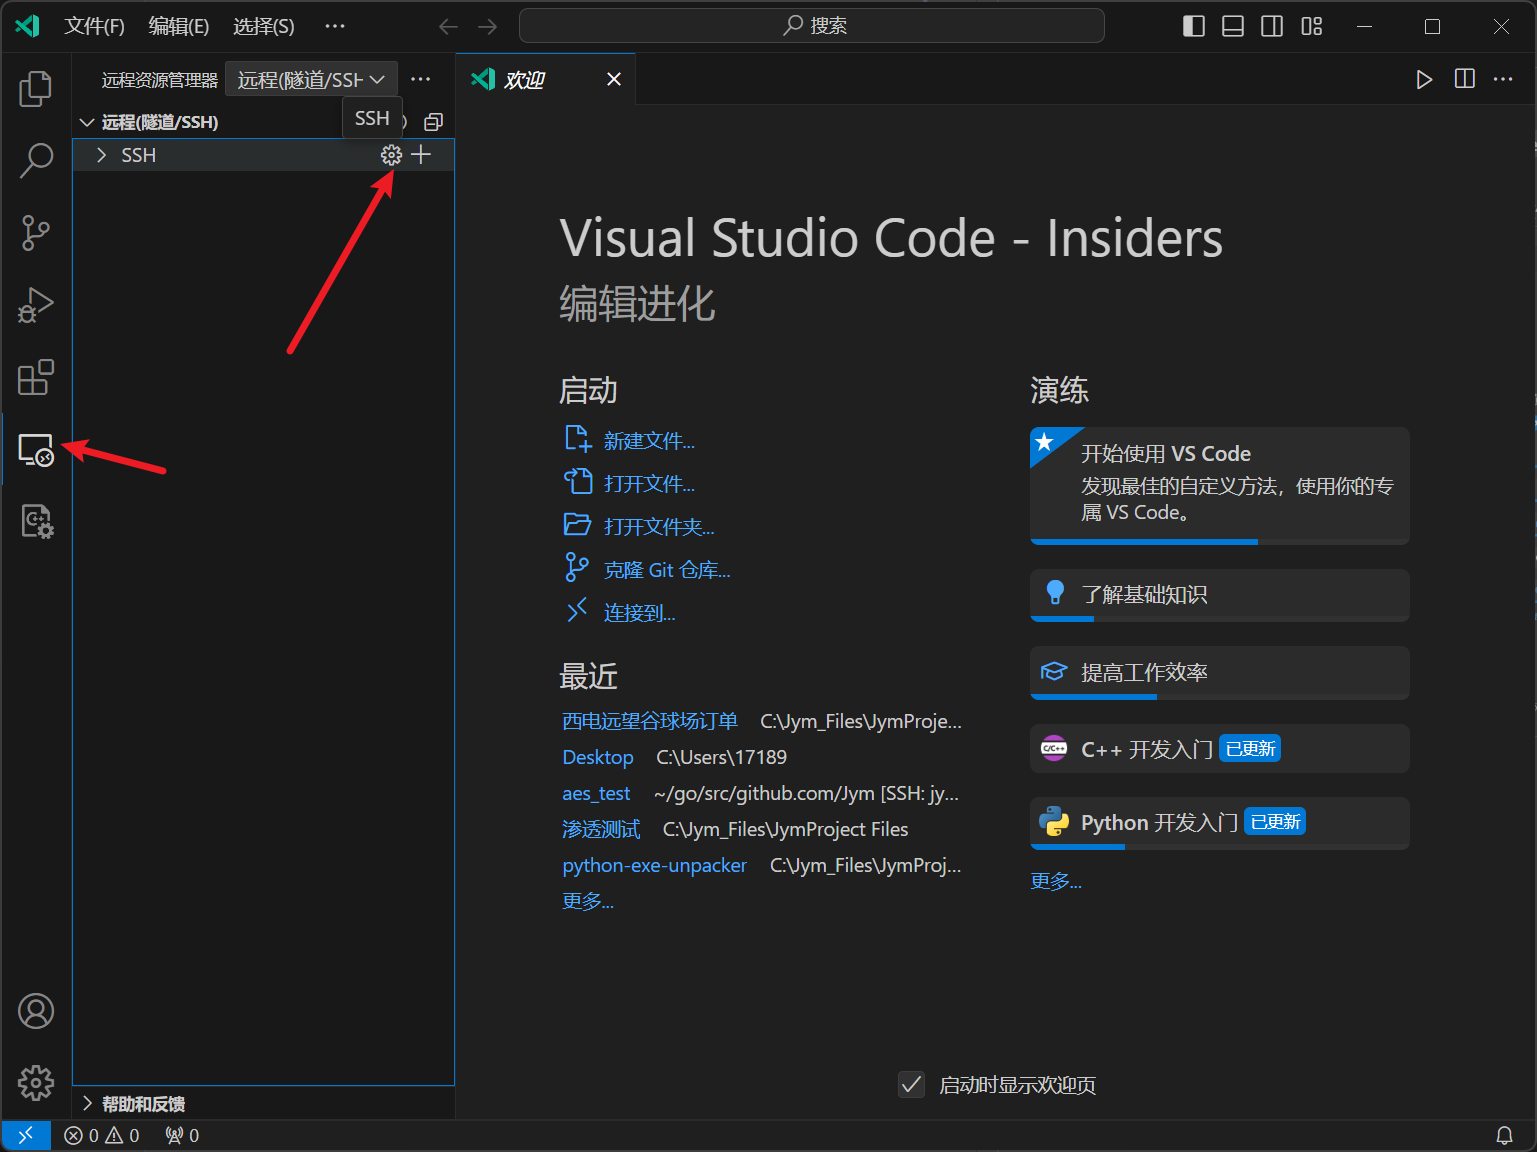 文件(F) 编辑(E) 选择(S) ··· 搜索
远程资源管理器 远程(隧道/SSH ···
欢迎
SSH
远程(隧道/SSH)
SSH
Visual Studio Code - Insiders
编辑进化
启动
新建文件...
打开文件...
打开文件夹...
克隆 Git 仓库...
连接到...
最近
西电远望谷球场订单 C:\Jym_Files\JymProje...
Desktop C:\Users\17189
aes_test ~/go/src/github.com/Jym [SSH: jy...
渗透测试 C:\Jym_Files\JymProject Files
python-exe-unpacker C:\Jym_Files\JymProj...
更多...
演练
开始使用 VS Code
发现最佳的自定义方法，使用你的专
属 VS Code。
了解基础知识
提高工作效率
C/C++ C++ 开发入门 已更新
Python 开发入门 已更新
更多...
启动时显示欢迎页
帮助和反馈
0 0 0